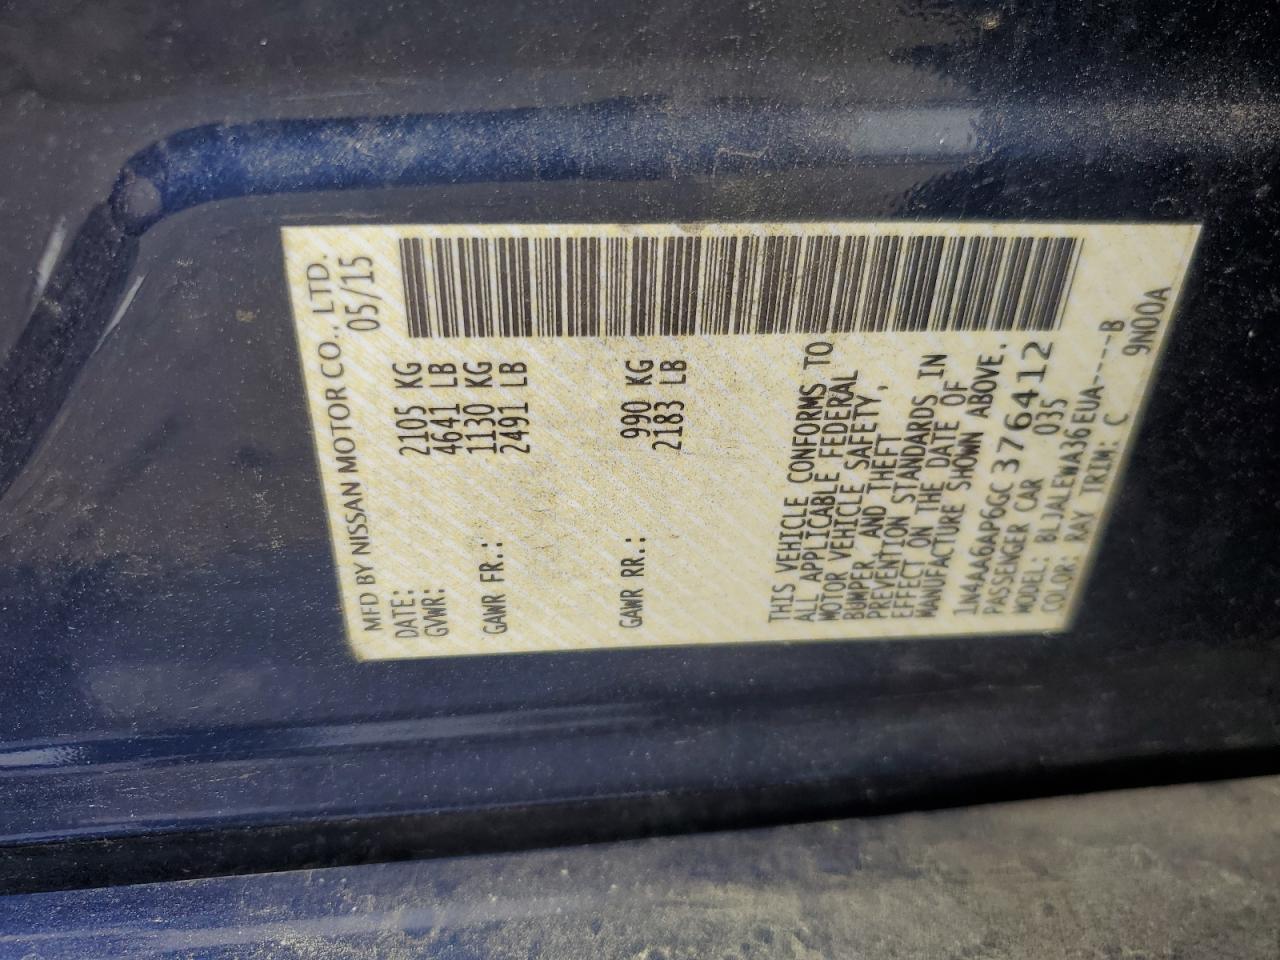 MFD BY NISSAN MOTOR CO., LTD.
DATE: 05/15
GVWR: 2105 KG
4641 LB
GAWR FR.: 1130 KG
2491 LB
GAWR RR.: 990 KG
2183 LB
THIS VEHICLE CONFORMS TO
ALL APPLICABLE FEDERAL
MOTOR VEHICLE SAFETY,
BUMPER, AND THEFT
PREVENTION STANDARDS IN
EFFECT ON THE DATE OF
MANUFACTURE SHOWN ABOVE.
1N4AA6AP6GC376412
PASSENGER CAR 035
MODEL: BLJALEWA36EUA-----B
COLOR: RAY TRIM: C 9N00A